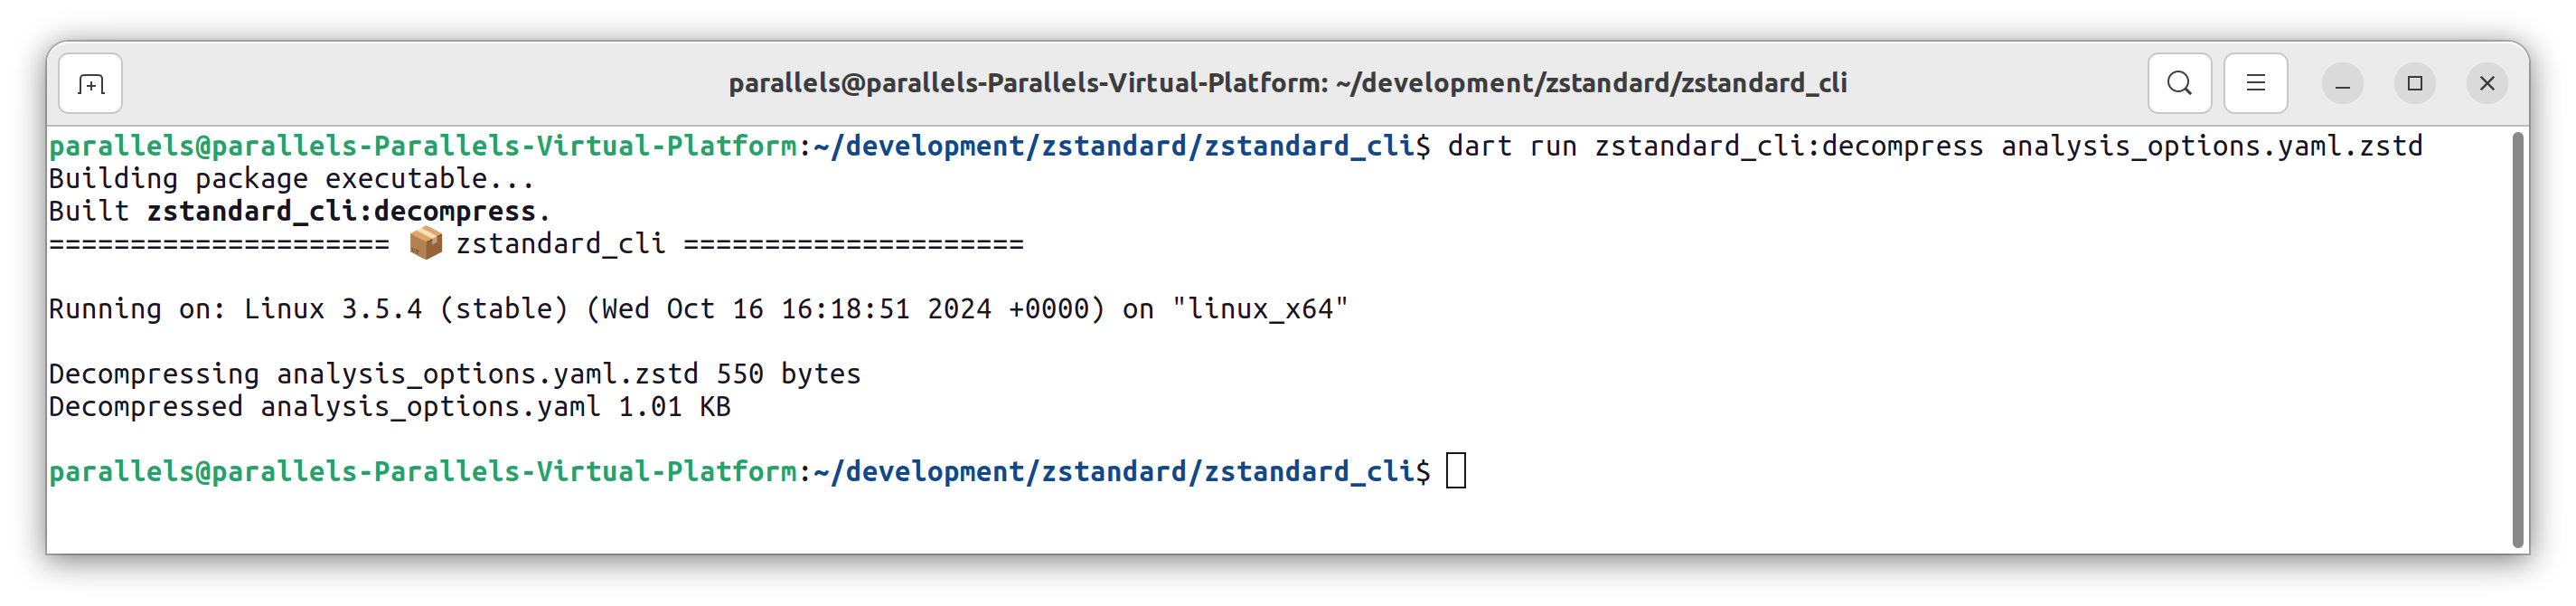 parallels@parallels-Parallels-Virtual-Platform: ~/development/zstandard/zstandard_cli
parallels@parallels-Parallels-Virtual-Platform:~/development/zstandard/zstandard_cli$ dart run zstandard_cli:decompress analysis_options.yaml.zstd
Building package executable...
Built zstandard_cli:decompress.
===================== 📦 zstandard_cli =====================
Running on: Linux 3.5.4 (stable) (Wed Oct 16 16:18:51 2024 +0000) on "linux_x64"
Decompressing analysis_options.yaml.zstd 550 bytes
Decompressed analysis_options.yaml 1.01 KB
parallels@parallels-Parallels-Virtual-Platform:~/development/zstandard/zstandard_cli$